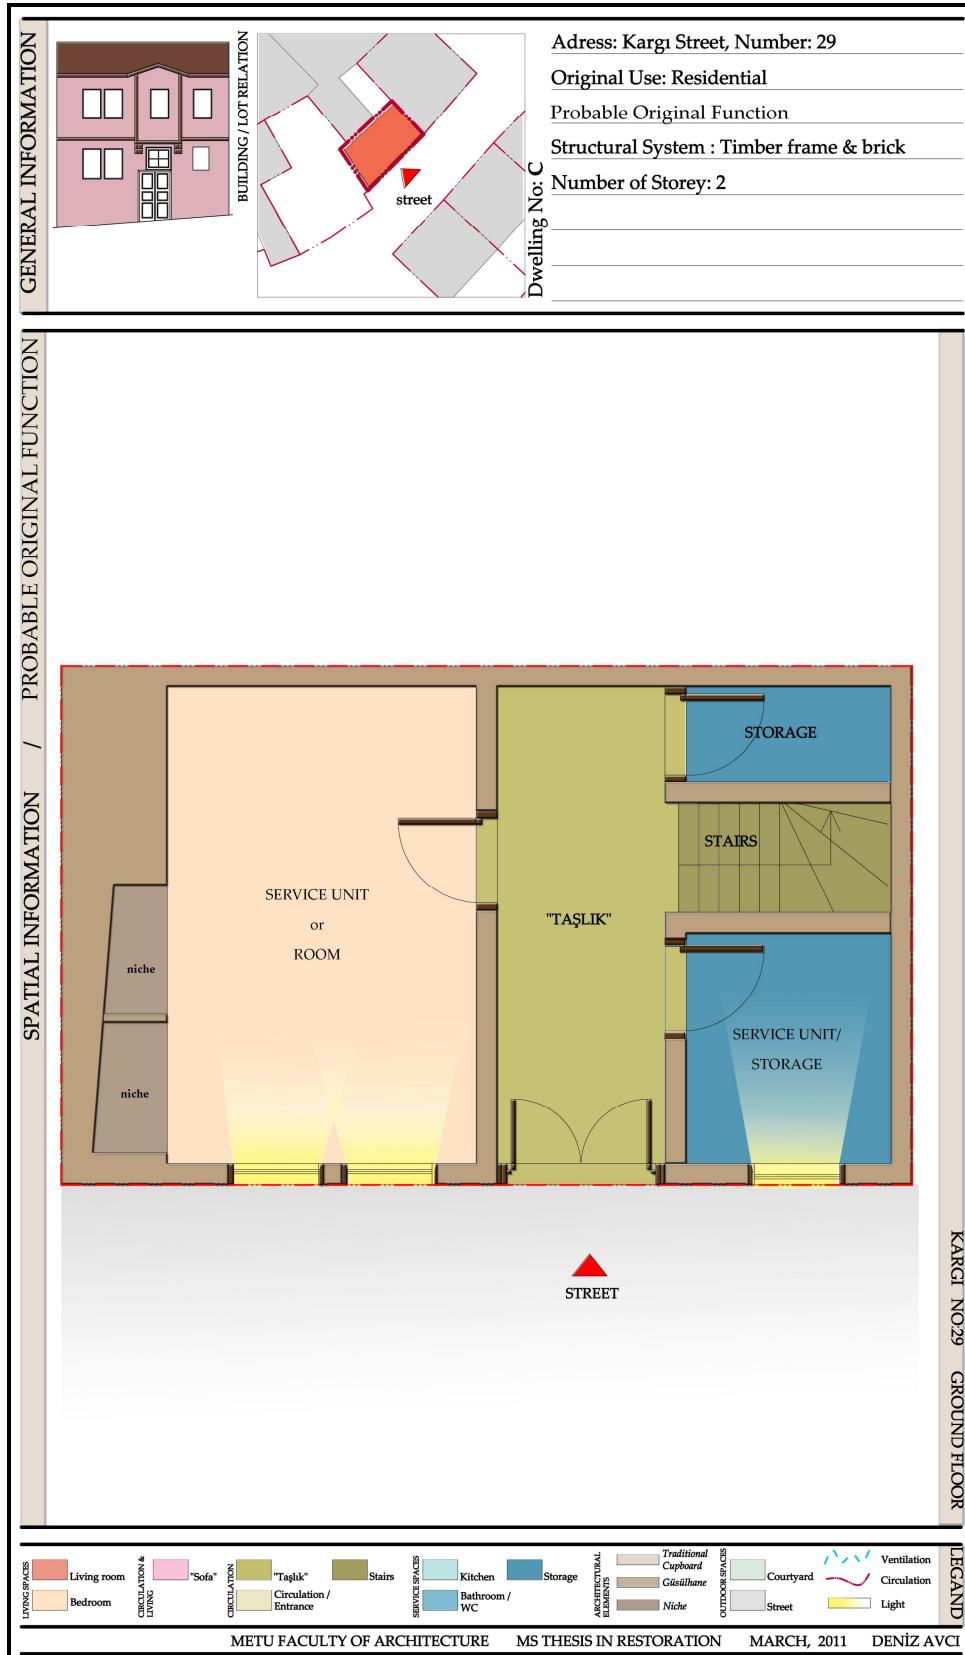 GENERAL INFORMATION
BUILDING / LOT RELATION
street
Dwelling No: C
Adress: Kargı Street, Number: 29
Original Use: Residential
Probable Original Function
Structural System : Timber frame & brick
Number of Storey: 2
SPATIAL INFORMATION / PROBABLE ORIGINAL FUNCTION
STORAGE
STAIRS
SERVICE UNIT
or
ROOM
"TAŞLIK"
niche
niche
SERVICE UNIT/
STORAGE
STREET
KARGI NO:29 GROUND FLOOR
LIVING SPACES
Living room
Bedroom
CIRCULATION &
LIVING
"Sofa"
CIRCULATION
"Taşlık"
Circulation /
Entrance
Stairs
SERVICE SPACES
Kitchen
Bathroom /
WC
Storage
ARCHITECTURAL
ELEMENTS
Traditional
Cupboard
Güsülhane
Niche
OUTDOOR SPACES
Courtyard
Street
Ventilation
Circulation
Light
LEGAND
METU FACULTY OF ARCHITECTURE MS THESIS IN RESTORATION MARCH, 2011 DENİZ AVCI